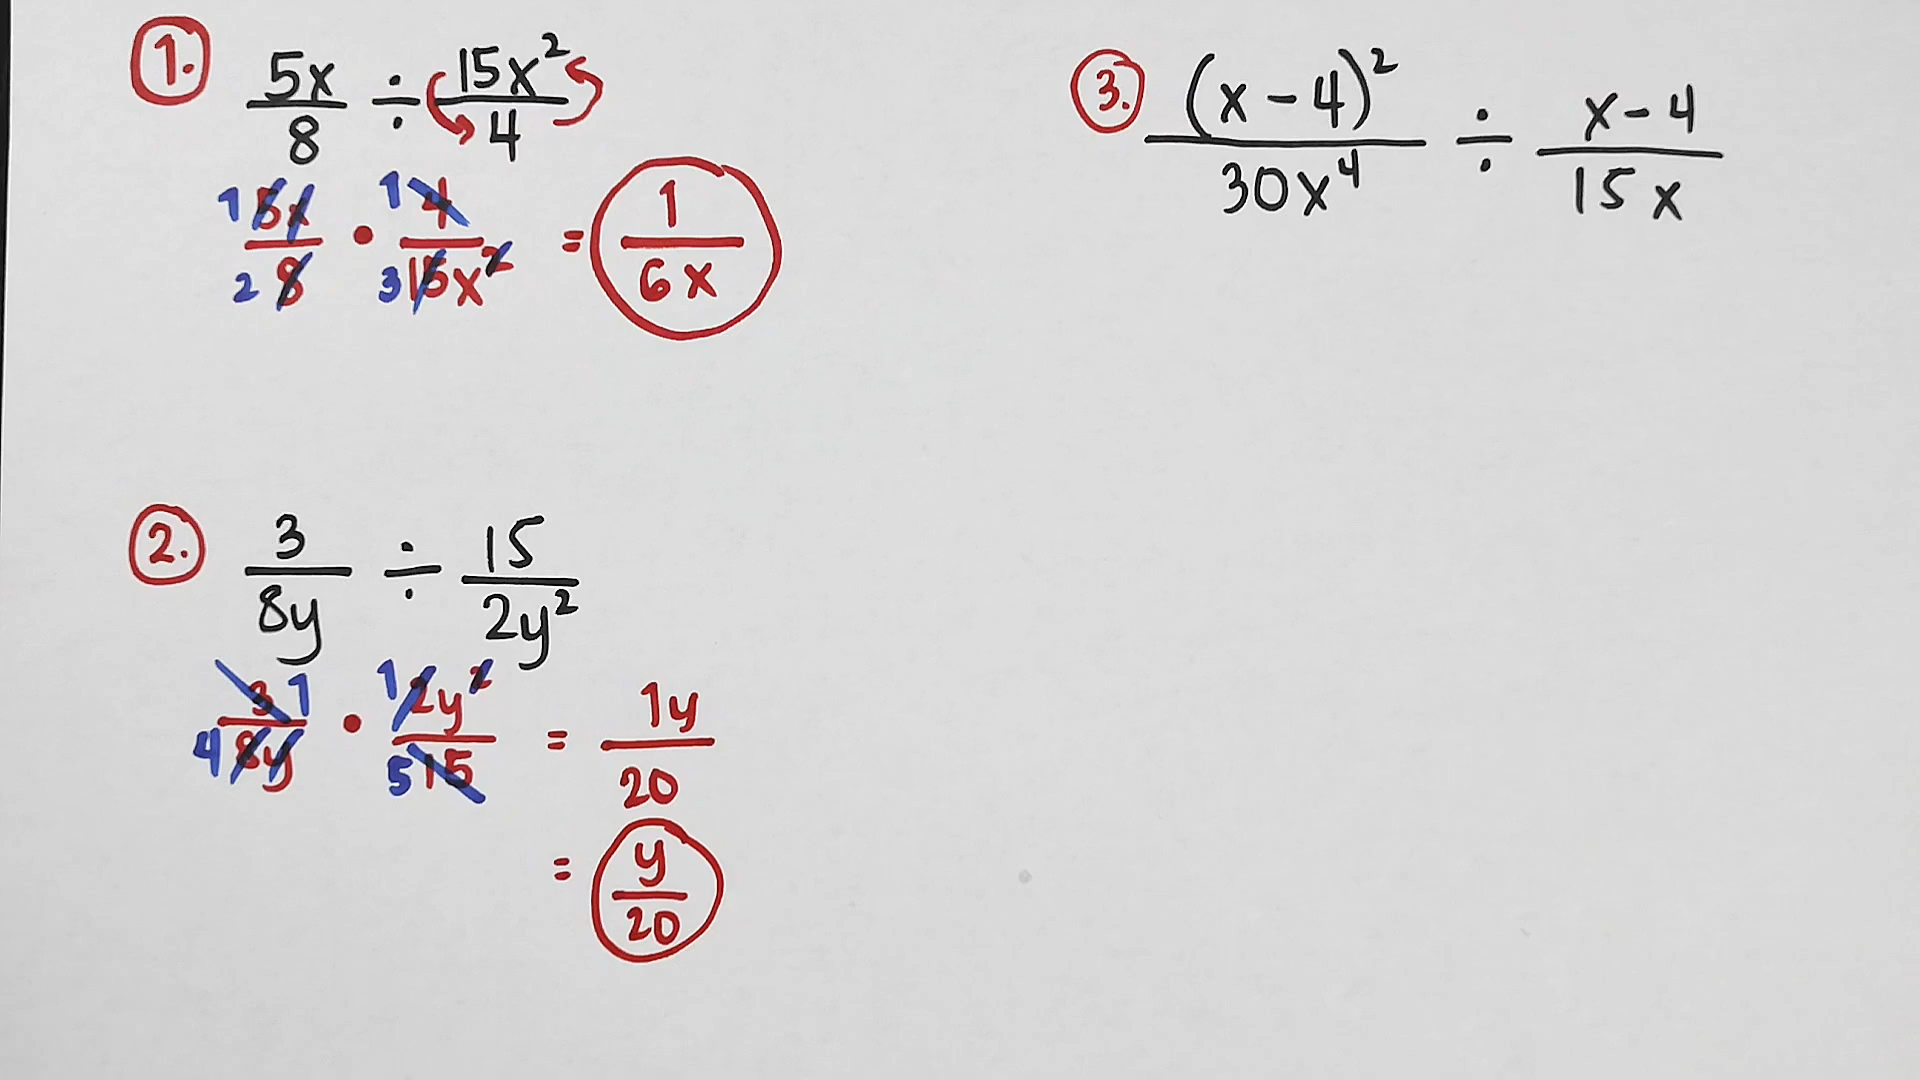 1. 5x/8 ÷ 15x²/4
1 5x/2 8 • 1 4/3 15x² = 1/6x
2. 3/8y ÷ 15/2y²
3 1/4 8y • 1 2y²/5 15 = 1y/20
= y/20
3. (x-4)²/30x⁴ ÷ x-4/15x